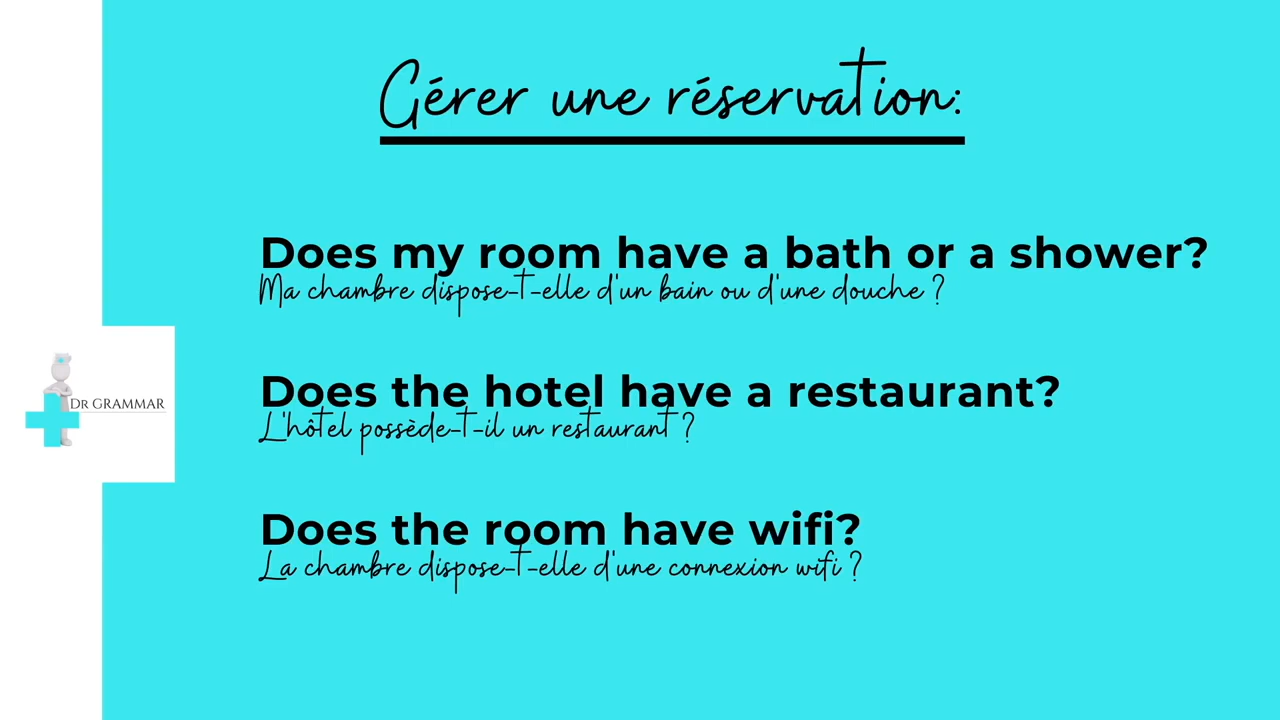 Gérer une réservation:
Does my room have a bath or a shower?
Ma chambre dispose-t-elle d'un bain ou d'une douche ?
Does the hotel have a restaurant?
L'hôtel possède-t-il un restaurant ?
Does the room have wifi?
La chambre dispose-t-elle d'une connexion wifi ?
DR GRAMMAR